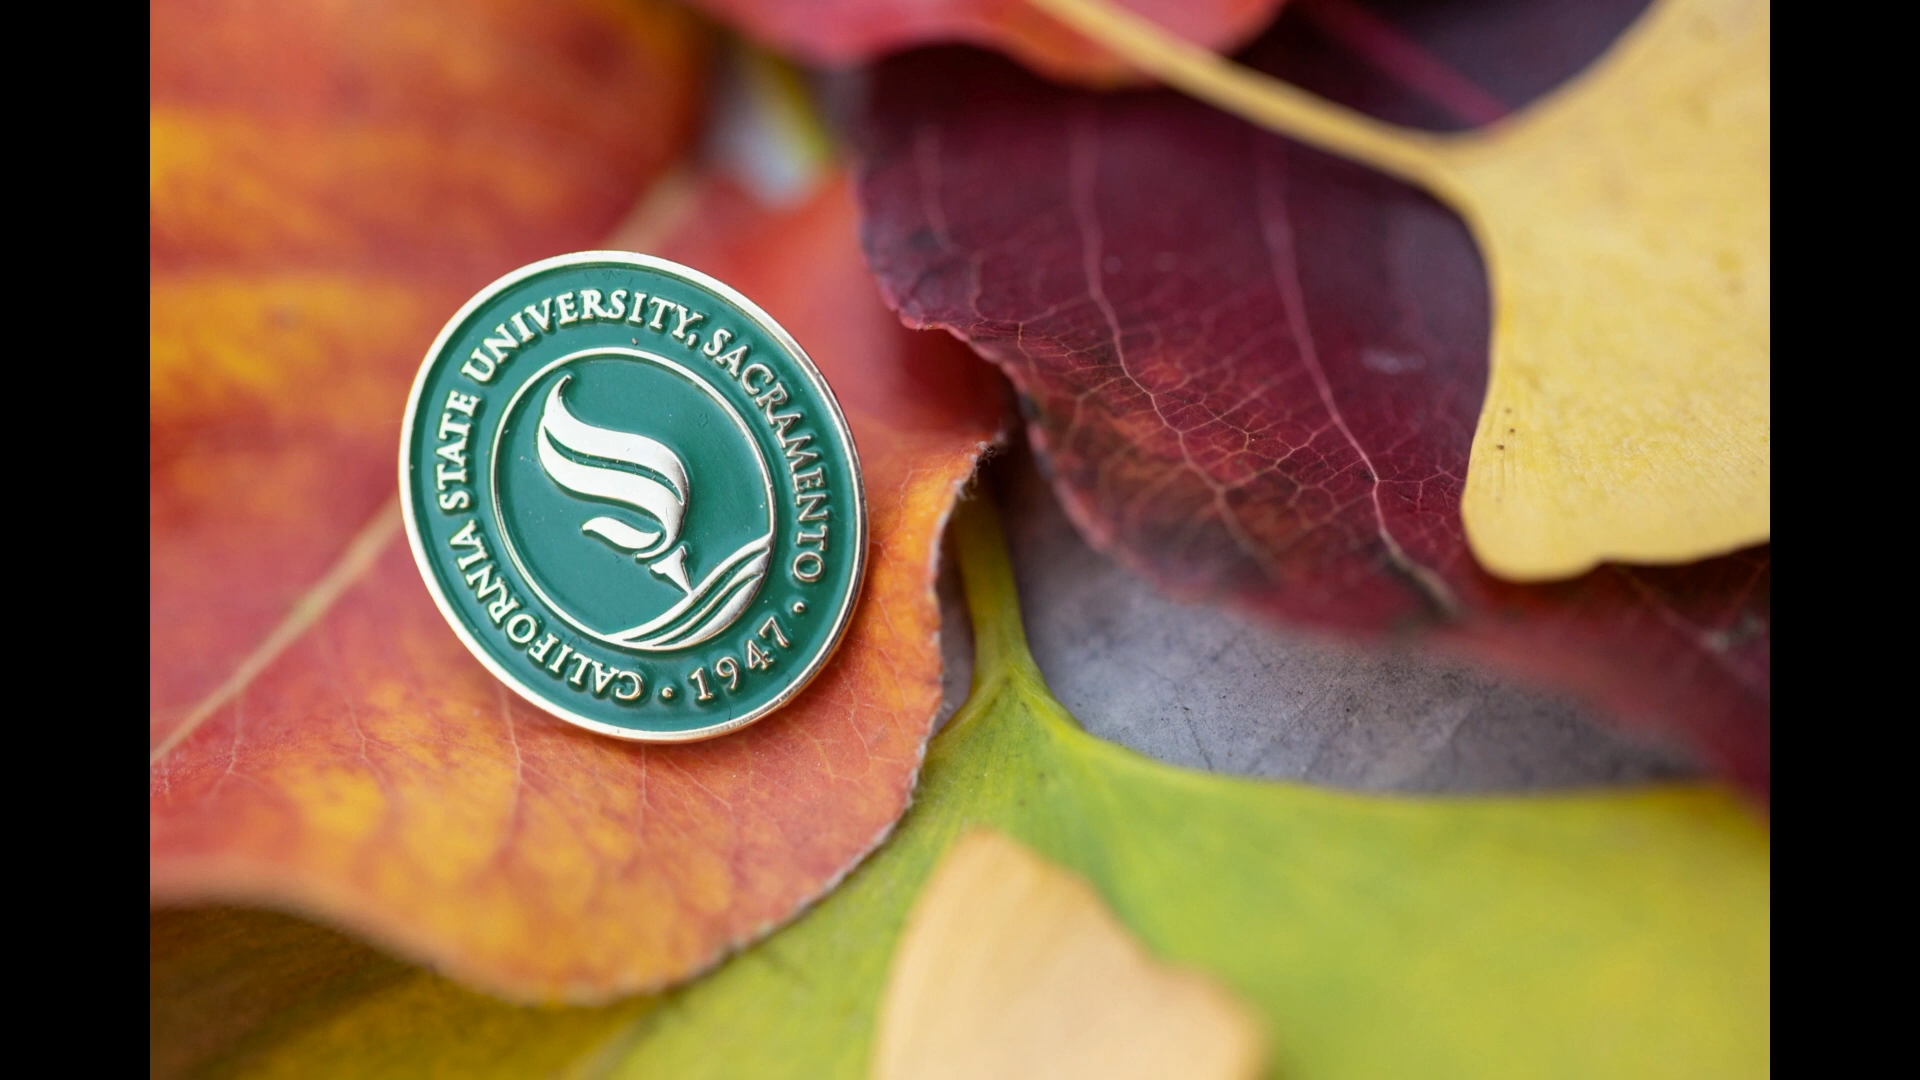 CALIFORNIA STATE UNIVERSITY, SACRAMENTO • 1947 •